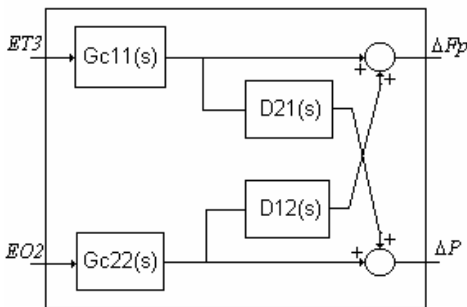 ET3 Gc11(s) + + ΔFp
D21(s)
D12(s)
EO2 Gc22(s) + + ΔP